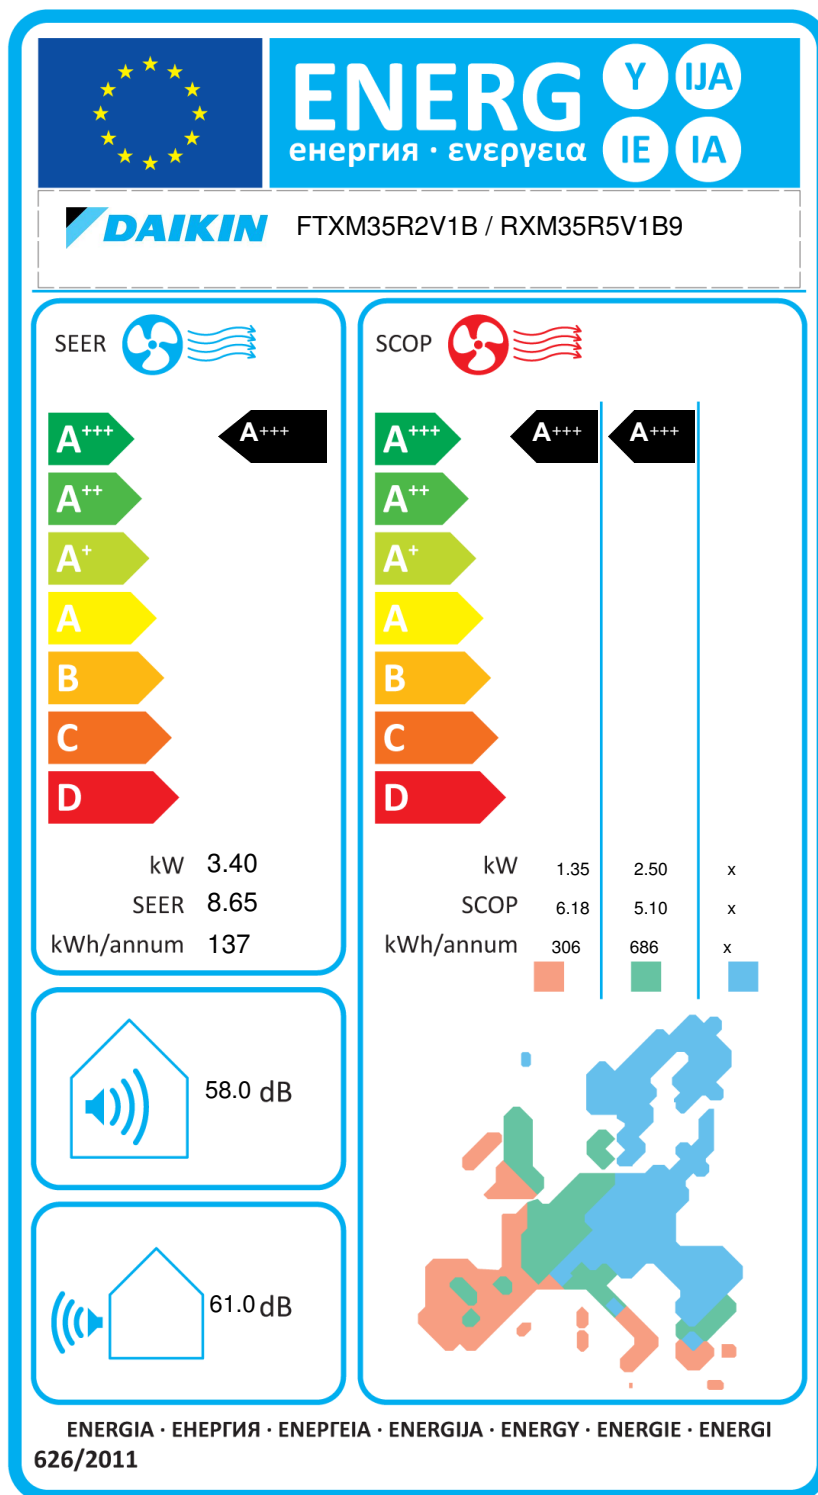 ENERG
енергия · ενεργεια
Y IJA
IE IA
DAIKIN FTXM35R2V1B / RXM35R5V1B9
SEER
A+++ A+++
A++
A+
A
B
C
D
kW 3.40
SEER 8.65
kWh/annum 137
SCOP
A+++ A+++ A+++
A++
A+
A
B
C
D
kW 1.35 2.50 x
SCOP 6.18 5.10 x
kWh/annum 306 686 x
58.0 dB
61.0 dB
ENERGIA · ЕНЕРГИЯ · ΕΝΕΡΓΕΙΑ · ENERGIJA · ENERGY · ENERGIE · ENERGI
626/2011